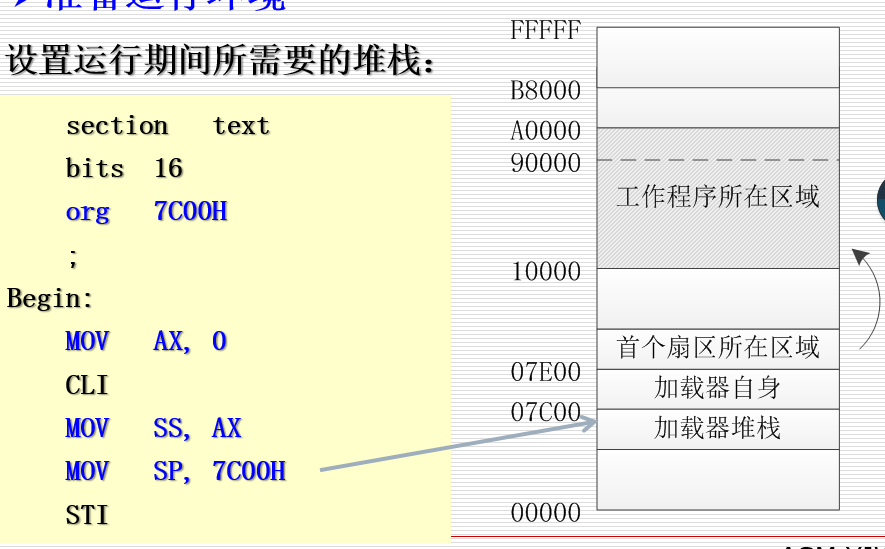 设置运行期间所需要的堆栈：
section text
bits 16
org 7C00H
;
Begin:
MOV AX, 0
CLI
MOV SS, AX
MOV SP, 7C00H
STI
FFFFF
B8000
A0000
90000
工作程序所在区域
10000
首个扇区所在区域
07E00
加载器自身
07C00
加载器堆栈
00000